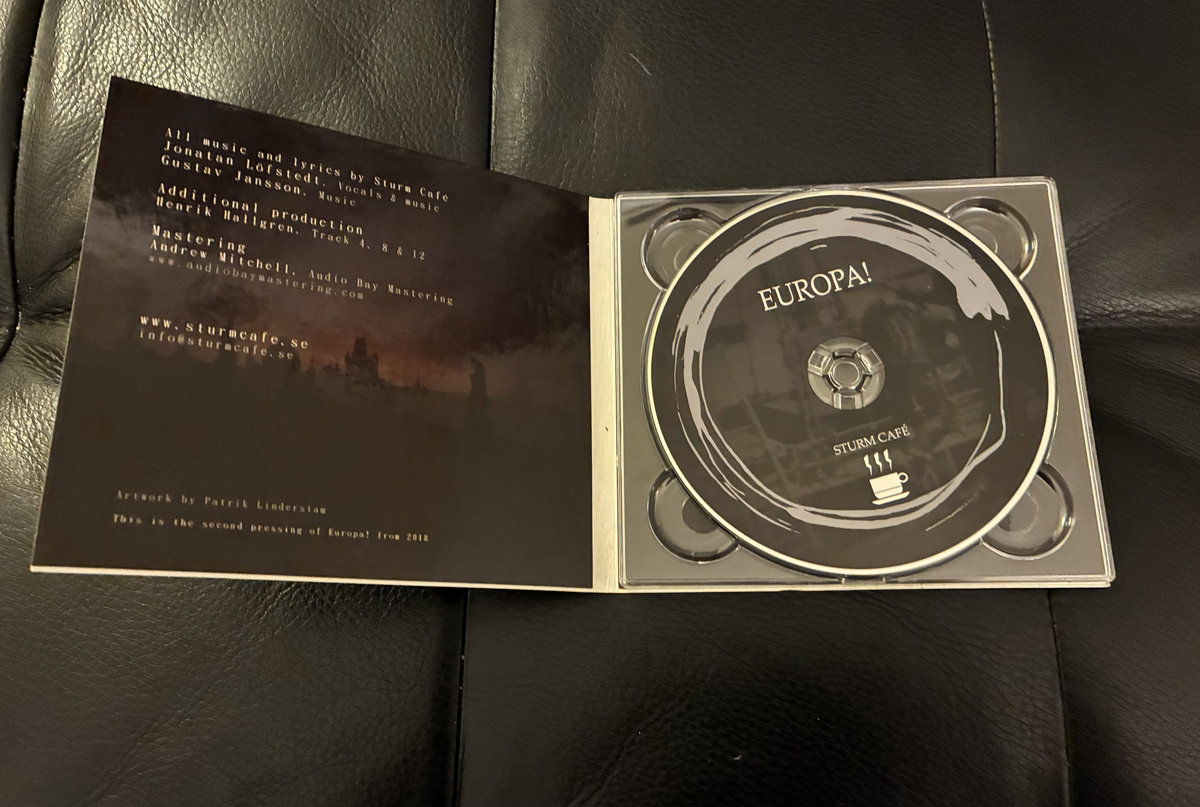 All music and lyrics by Sturm Café
Jonatan Löfstedt, Vocals & music
Gustav Jansson, Music
Additional production
Henrik Hallgren, Track 4, 8 & 12
Mastering
Andrew Mitchell, Audio Bay Mastering
www.audiobaymastering.com
www.sturmcafe.se
info@sturmcafe.se
Artwork by Patrik Linderstam
This is the second pressing of Europa! from 2018
EUROPA!
STURM CAFÉ